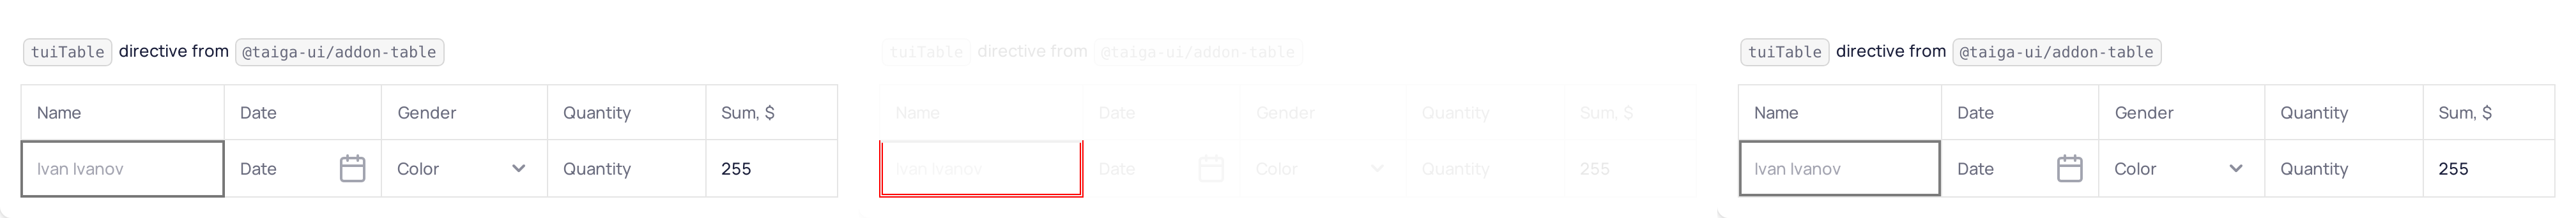 tuiTable directive from @taiga-ui/addon-table
Name Date Gender Quantity Sum, $
Ivan Ivanov Date Color Quantity 255
tuiTable directive from @taiga-ui/addon-table
Name Date Gender Quantity Sum, $
Ivan Ivanov Date Color Quantity 255
tuiTable directive from @taiga-ui/addon-table
Name Date Gender Quantity Sum, $
Ivan Ivanov Date Color Quantity 255